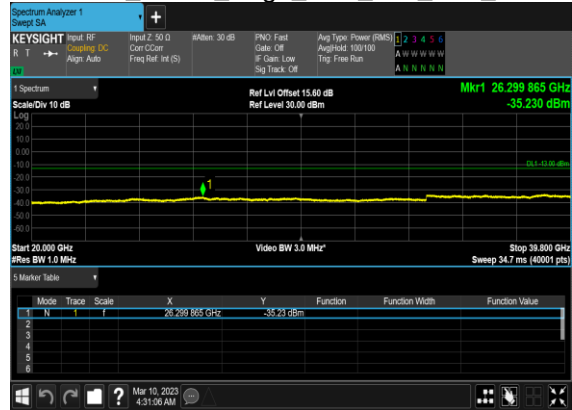 Spectrum Analyzer 1
Swept SA
KEYSIGHT Input: RF Input Z: 50 Ω #Atten: 30 dB PNO: Fast Avg Type: Power (RMS) 1 2 3 4 5 6
R T Coupling: DC Corr CCorr Gate: Off Avg|Hold: 100/100 A W W W W W
Align: Auto Freq Ref: Int (S) IF Gain: Low Trig: Free Run
Sig Track: Off A N N N N N
1 Spectrum Ref Lvl Offset 15.60 dB Mkr1 26.299 865 GHz
Scale/Div 10 dB Ref Level 30.00 dBm -35.230 dBm
Log
20.0
10.0
0.00
-10.0
DL1 -13.00 dBm
-20.0
1
-30.0
-40.0
-50.0
-60.0
Start 20.000 GHz Video BW 3.0 MHz* Stop 39.800 GHz
#Res BW 1.0 MHz Sweep 34.7 ms (40001 pts)
5 Marker Table
Mode Trace Scale X Y Function Function Width Function Value
1 N 1 f 26.299 865 GHz -35.23 dBm
2
3
4
5
6
? Mar 10, 2023
4:31:06 AM